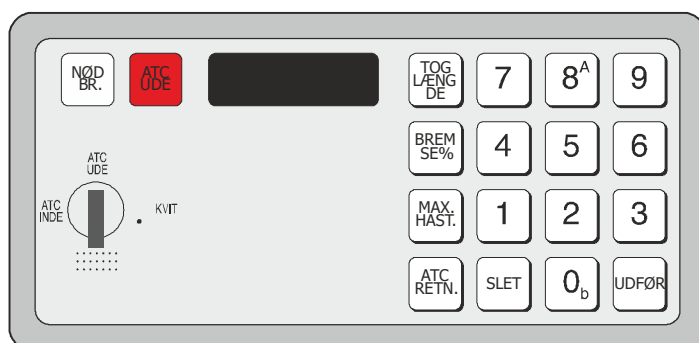 NØD
BR.
ATC
UDE
TOG
LÆNG
DE
7
8A
9
BREM
SE%
4
5
6
ATC
UDE
ATC
INDE
KVIT
MAX.
HAST.
1
2
3
ATC
RETN.
SLET
0b
UDFØR